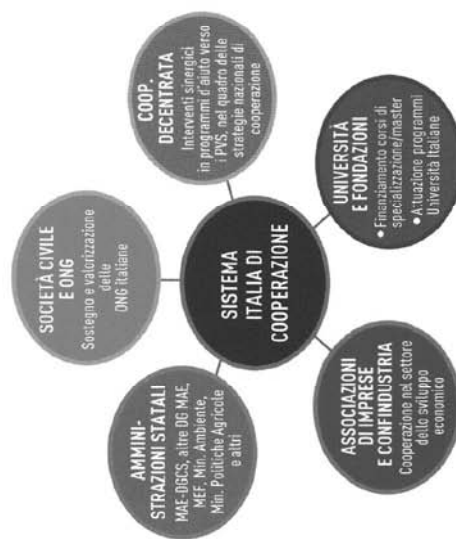 SOCIETÀ CIVILE
E ONG
Sostegno e valorizzazione
delle
ONG italiane
COOP.
DECENTRATA
Interventi sinergici
in programmi d'aiuto verso
i PVS, nel quadro delle
strategie nazionali di
cooperazione
UNIVERSITÀ
E FONDAZIONI
• Finanziamento corsi di
specializzazione/master
• Attuazione programmi
Università Italiane
ASSOCIAZIONI
DI IMPRESE
E CONFINDUSTRIA
Cooperazione nel settore
dello sviluppo
economico
AMMINI-
STRAZIONI STATALI
MAE-DGCS, altre DG MAE,
MEF, Min. Ambiente,
Min. Politiche Agricole
e altri
SISTEMA
ITALIA DI
COOPERAZIONE